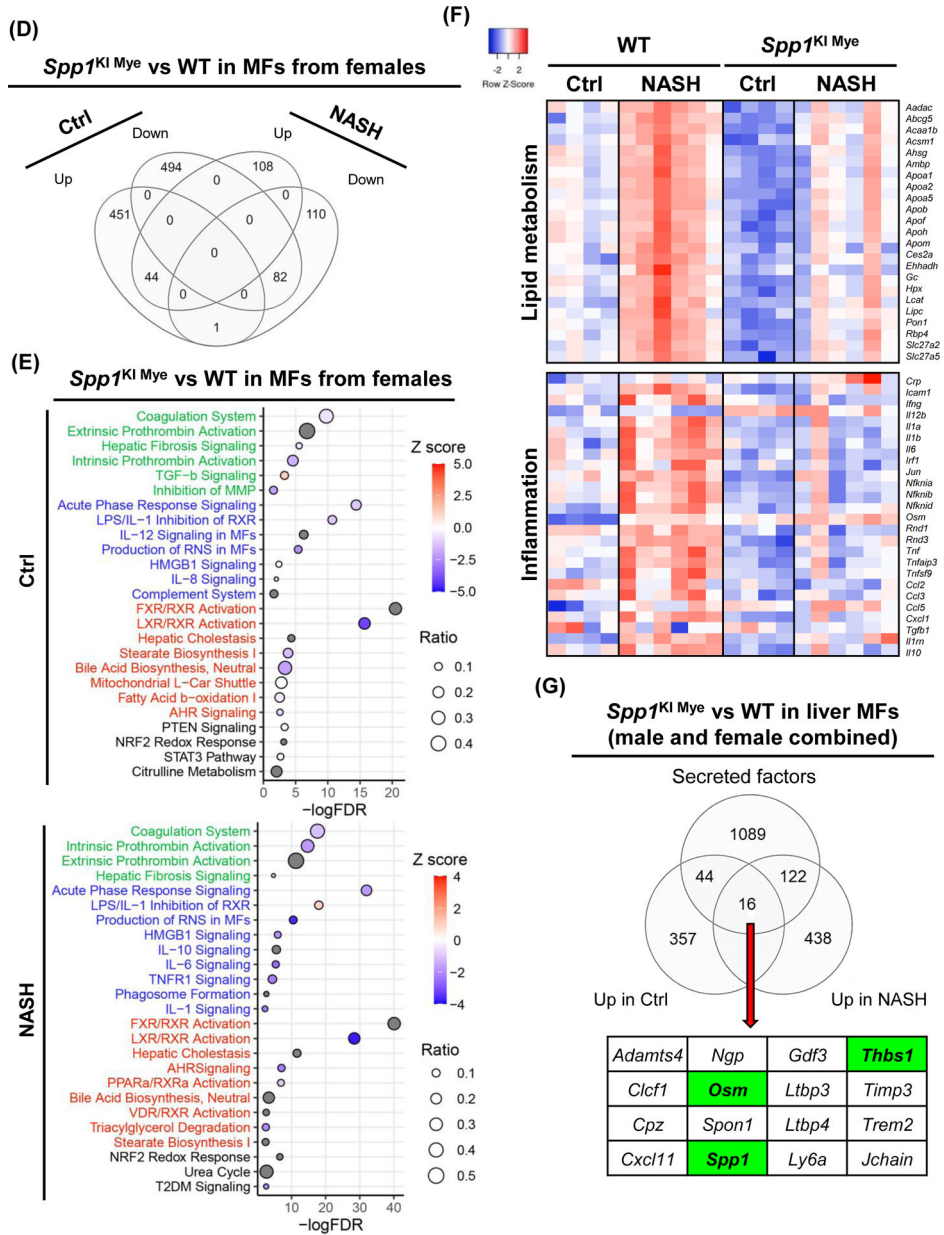 (D)
Spp1KI Mye vs WT in MFs from females
Ctrl
NASH
Down
Up
Up
Down
494
108
451
110
0
0
0
0
0
0
44
82
0
0
1
(E)
Spp1KI Mye vs WT in MFs from females
Ctrl
Coagulation System
Extrinsic Prothrombin Activation
Hepatic Fibrosis Signaling
Intrinsic Prothrombin Activation
TGF-b Signaling
Inhibition of MMP
Acute Phase Response Signaling
LPS/IL-1 Inhibition of RXR
IL-12 Signaling in MFs
Production of RNS in MFs
HMGB1 Signaling
IL-8 Signaling
Complement System
FXR/RXR Activation
LXR/RXR Activation
Hepatic Cholestasis
Stearate Biosynthesis I
Bile Acid Biosynthesis, Neutral
Mitochondrial L-Car Shuttle
Fatty Acid b-oxidation I
AHR Signaling
PTEN Signaling
NRF2 Redox Response
STAT3 Pathway
Citrulline Metabolism
0 5 10 15 20
−logFDR
Z score
5.0
2.5
0.0
−2.5
−5.0
Ratio
0.1
0.2
0.3
0.4
NASH
Coagulation System
Intrinsic Prothrombin Activation
Extrinsic Prothrombin Activation
Hepatic Fibrosis Signaling
Acute Phase Response Signaling
LPS/IL−1 Inhibition of RXR
Production of RNS in MFs
HMGB1 Signaling
IL−10 Signaling
IL−6 Signaling
TNFR1 Signaling
Phagosome Formation
IL−1 Signaling
FXR/RXR Activation
LXR/RXR Activation
Hepatic Cholestasis
AHRSignaling
PPARa/RXRa Activation
Bile Acid Biosynthesis, Neutral
VDR/RXR Activation
Triacylglycerol Degradation
Stearate Biosynthesis I
NRF2 Redox Response
Urea Cycle
T2DM Signaling
10 20 30 40
−logFDR
Z score
4
2
0
−2
−4
Ratio
0.1
0.2
0.3
0.4
0.5
(F)
-2 2
Row Z-Score
WT
Spp1KI Mye
Ctrl
NASH
Ctrl
NASH
Lipid metabolism
Aadac
Abcg5
Acaa1b
Acsm1
Ahsg
Ambp
Apoa1
Apoa2
Apoa5
Apob
Apof
Apoh
Apom
Ces2a
Ehhadh
Gc
Hpx
Lcat
Lipc
Pon1
Rbp4
Slc27a2
Slc27a5
Inflammation
Crp
Icam1
Ifng
Il12b
Il1a
Il1b
Il6
Irf1
Jun
Nfknia
Nfknib
Nfknid
Osm
Rnd1
Rnd3
Tnf
Tnfaip3
Tnfsf9
Ccl2
Ccl3
Ccl5
Cxcl1
Tgfb1
Il1rn
Il10
(G)
Spp1KI Mye vs WT in liver MFs
(male and female combined)
Secreted factors
1089
44
122
16
357
438
Up in Ctrl
Up in NASH
Adamts4 Ngp Gdf3 Thbs1
Clcf1 Osm Ltbp3 Timp3
Cpz Spon1 Ltbp4 Trem2
Cxcl11 Spp1 Ly6a Jchain